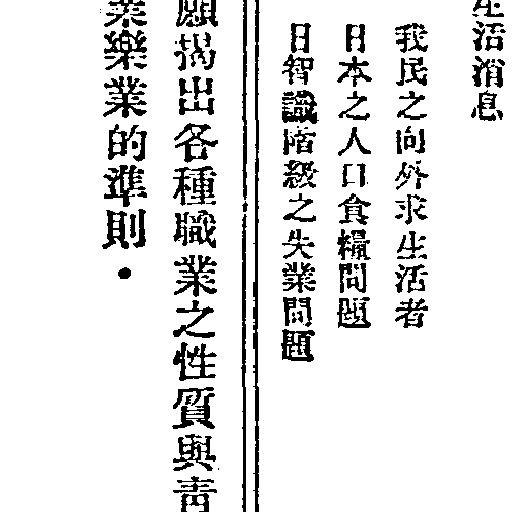 生活消息
我民之向外求生活者
日本之人口食糧問題
日智識階級之失業問題
願揭出各種職業之性質與青
業樂業的準則・